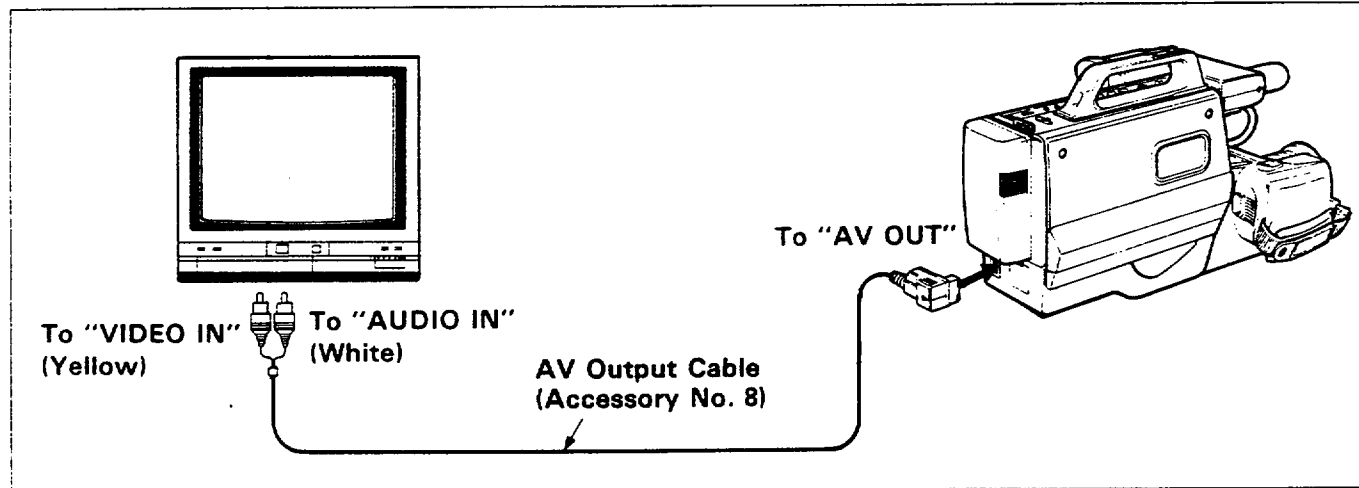 To "AV OUT"
To "VIDEO IN"
(Yellow)
To "AUDIO IN"
(White)
AV Output Cable
(Accessory No. 8)